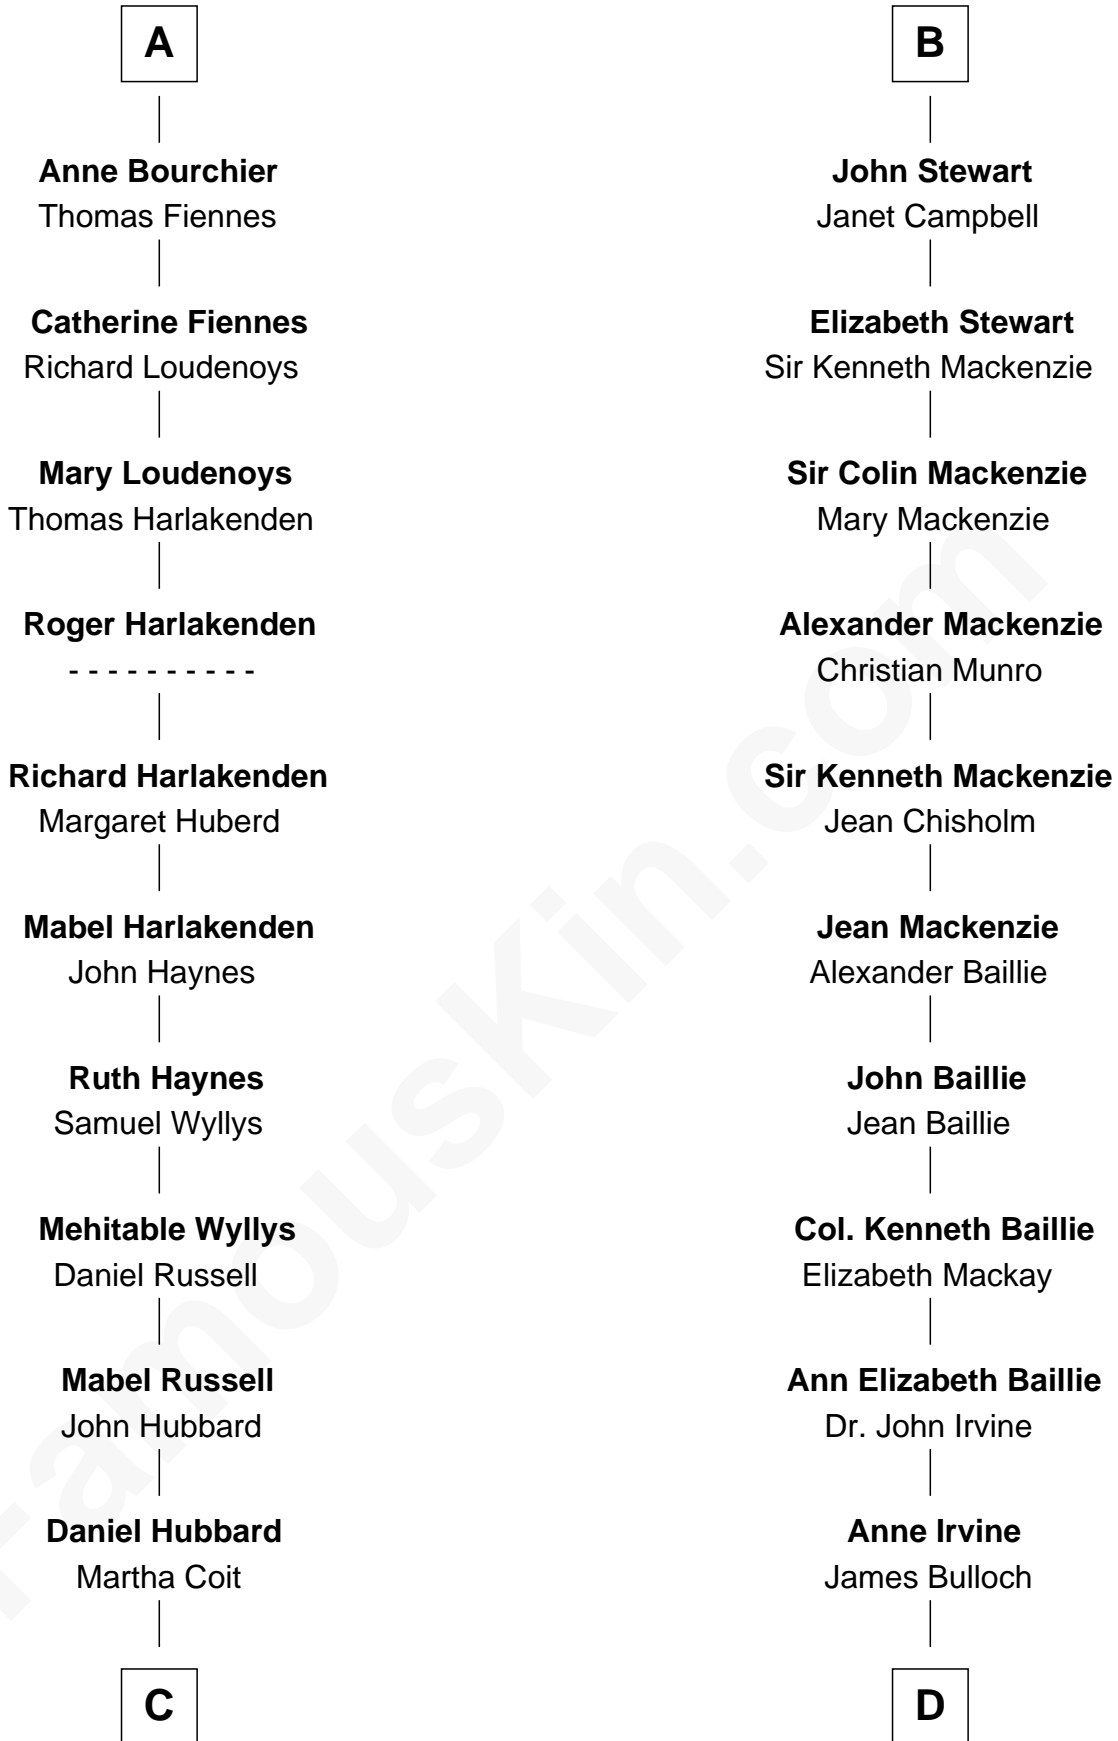 A
Anne Bourchier
Thomas Fiennes
Catherine Fiennes
Richard Loudenoys
Mary Loudenoys
Thomas Harlakenden
Roger Harlakenden
- - - - - - - - - -
Richard Harlakenden
Margaret Huberd
Mabel Harlakenden
John Haynes
Ruth Haynes
Samuel Wyllys
Mehitable Wyllys
Daniel Russell
Mabel Russell
John Hubbard
Daniel Hubbard
Martha Coit
C
B
John Stewart
Janet Campbell
Elizabeth Stewart
Sir Kenneth Mackenzie
Sir Colin Mackenzie
Mary Mackenzie
Alexander Mackenzie
Christian Munro
Sir Kenneth Mackenzie
Jean Chisholm
Jean Mackenzie
Alexander Baillie
John Baillie
Jean Baillie
Col. Kenneth Baillie
Elizabeth Mackay
Ann Elizabeth Baillie
Dr. John Irvine
Anne Irvine
James Bulloch
D
FamousKin.com